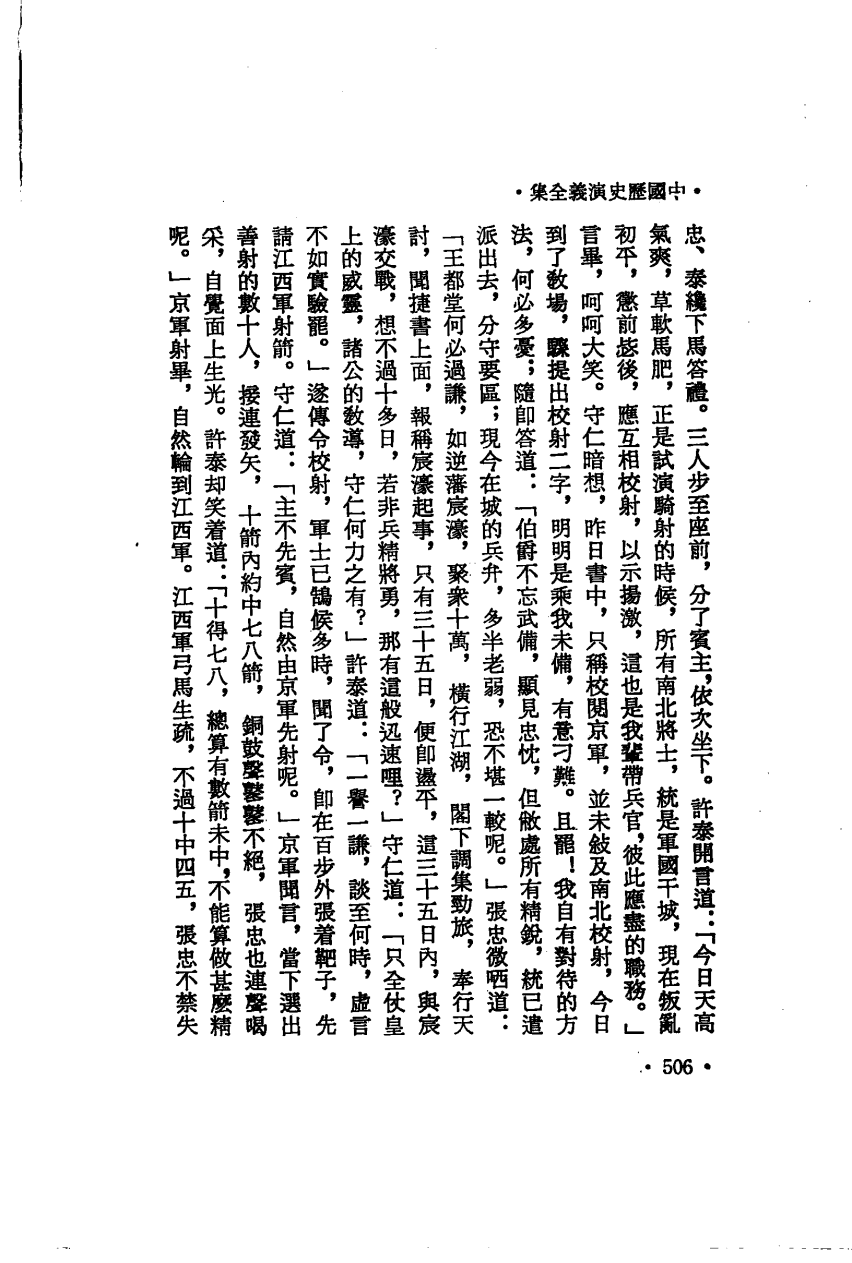 •中國歷史演義全集•
忠、泰纔下馬答禮。三人步至座前，分了賓主，依次坐下。許泰開言道：「今日天高
氣爽，草軟馬肥，正是試演騎射的時候，所有南北將士，統是軍國干城，現在叛亂
初平，懲前毖後，應互相校射，以示揚激，這也是我輩帶兵官，彼此應盡的職務。」
言畢，呵呵大笑。守仁暗想，昨日書中，只稱校閱京軍，並未敍及南北校射，今日
到了敎場，驟提出校射二字，明明是乘我未備，有意刁難。且罷！我自有對待的方
法，何必多憂；隨卽答道：「伯爵不忘武備，顯見忠忱，但敝處所有精銳，統已遣
派出去，分守要區；現今在城的兵弁，多半老弱，恐不堪一較呢。」張忠微哂道：
「王都堂何必過謙，如逆藩宸濠，聚衆十萬，橫行江湖，閣下調集勁旅，奉行天
討，聞捷書上面，報稱宸濠起事，只有三十五日，便卽盪平，這三十五日內，與宸
濠交戰，想不過十多日，若非兵精將勇，那有這般迅速哩？」守仁道：「只全仗皇
上的威靈，諸公的敎導，守仁何力之有？」許泰道：「一譽一謙，談至何時，虛言
不如實驗罷。」遂傳令校射，軍士已鵠候多時，聞了令，卽在百步外張着靶子，先
請江西軍射箭。守仁道：「主不先賓，自然由京軍先射呢。」京軍聞言，當下選出
善射的數十人，接連發矢，十箭內約中七八箭，銅鼓聲鼕鼕不絕，張忠也連聲喝
采，自覺面上生光。許泰却笑着道：「十得七八，總算有數箭未中，不能算做甚麽精
呢。」京軍射畢，自然輪到江西軍。江西軍弓馬生疏，不過十中四五，張忠不禁失
•506•